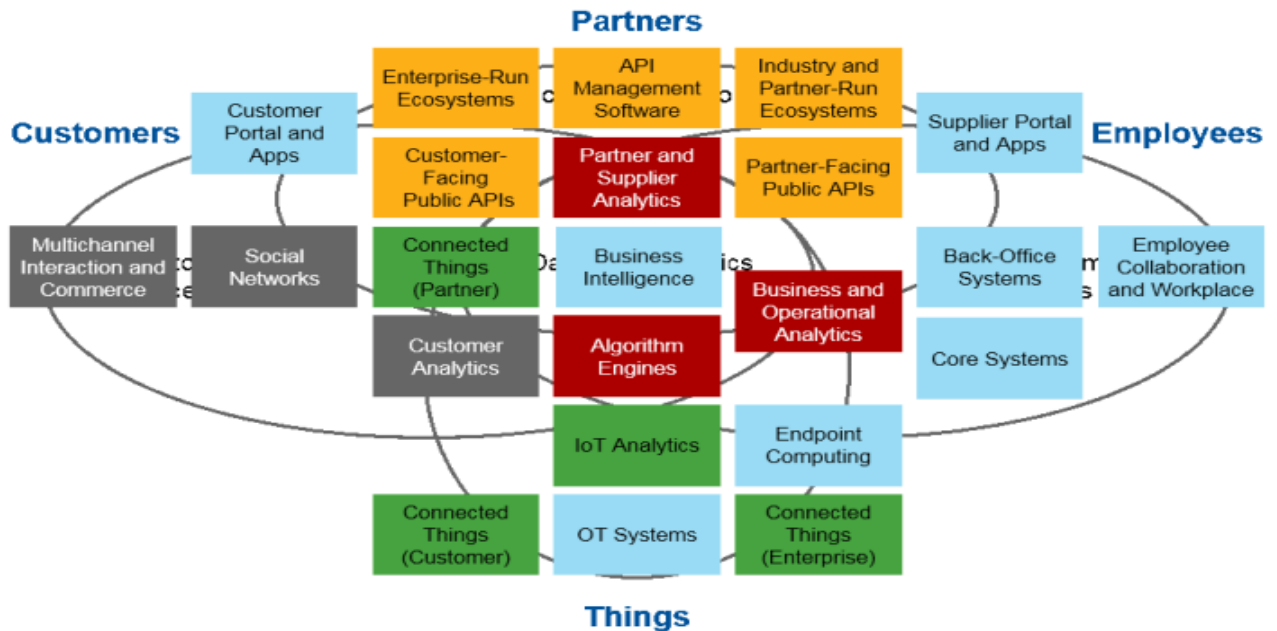 Partners
Enterprise-Run
Ecosystems
API
Management
Software
Industry and
Partner-Run
Ecosystems
Customers
Customer
Portal and
Apps
Supplier Portal
and Apps
Employees
Customer-
Facing
Public APIs
Partner and
Supplier
Analytics
Partner-Facing
Public APIs
Multichannel
Interaction and
Commerce
Social
Networks
Connected
Things
(Partner)
Business
Intelligence
Business and
Operational
Analytics
Back-Office
Systems
Employee
Collaboration
and Workplace
Customer
Analytics
Algorithm
Engines
Core Systems
IoT Analytics
Endpoint
Computing
Connected
Things
(Customer)
OT Systems
Connected
Things
(Enterprise)
Things